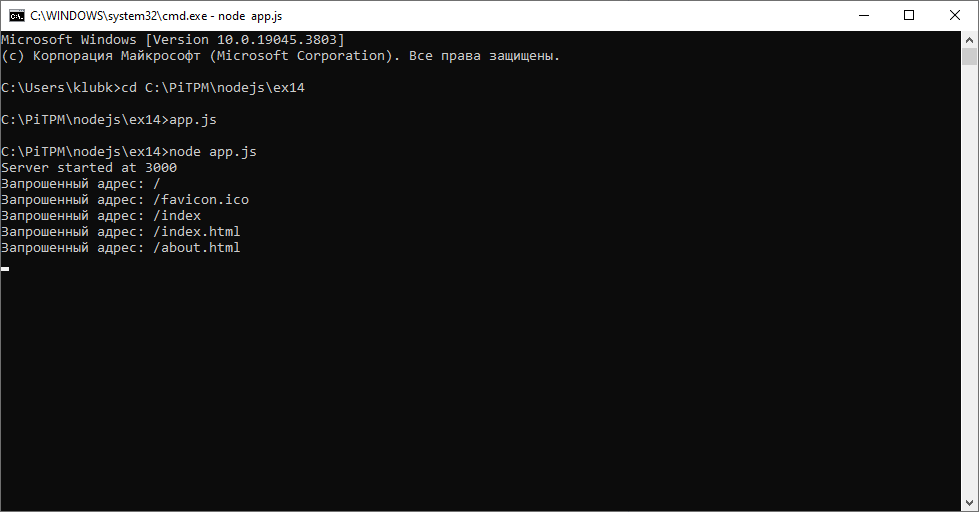 C:\WINDOWS\system32\cmd.exe - node  app.js
Microsoft Windows [Version 10.0.19045.3803]
(c) Корпорация Майкрософт (Microsoft Corporation). Все права защищены.
C:\Users\klubk>cd C:\PiTPM\nodejs\ex14
C:\PiTPM\nodejs\ex14>app.js
C:\PiTPM\nodejs\ex14>node app.js
Server started at 3000
Запрошенный адрес: /
Запрошенный адрес: /favicon.ico
Запрошенный адрес: /index
Запрошенный адрес: /index.html
Запрошенный адрес: /about.html